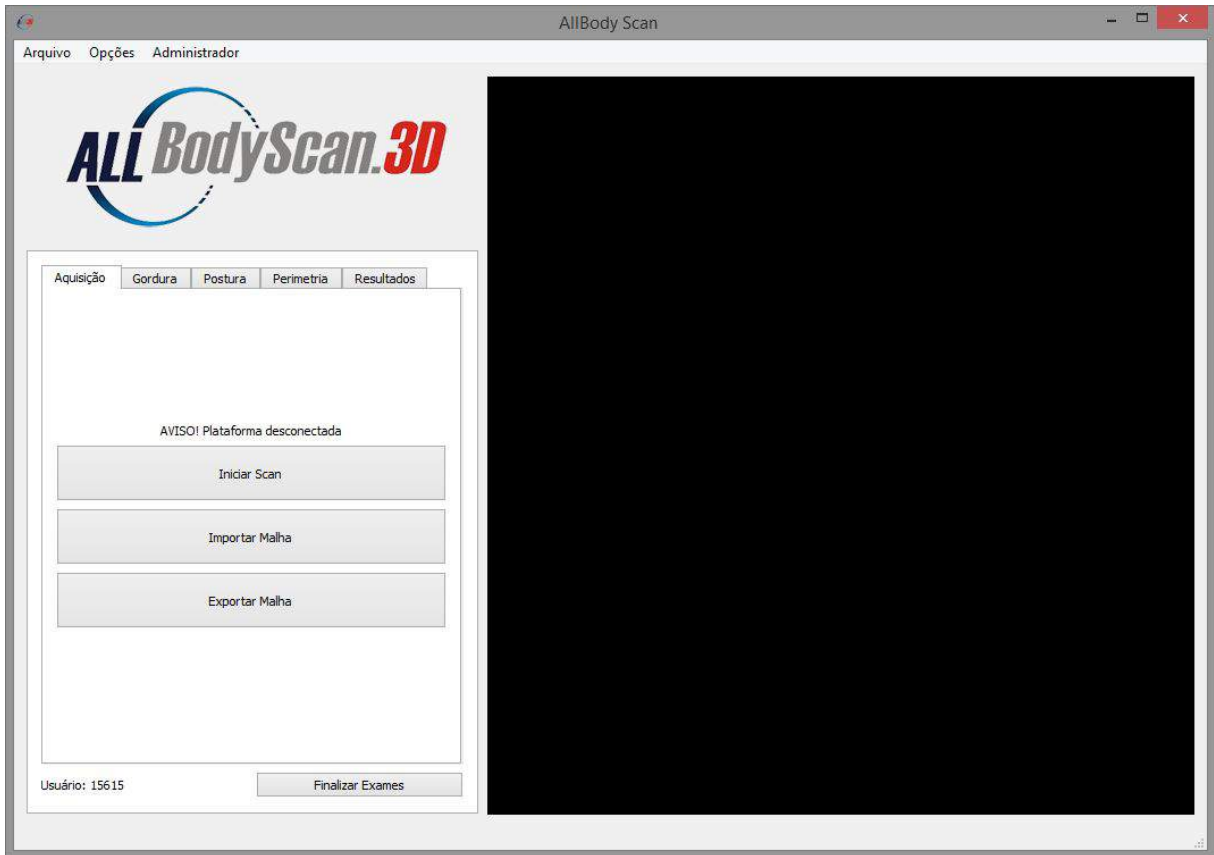 AllBody Scan
Arquivo Opções Administrador
ALL BodyScan.3D
Aquisição Gordura Postura Perimetria Resultados
AVISO! Plataforma desconectada
Iniciar Scan
Importar Malha
Exportar Malha
Usuário: 15615 Finalizar Exames